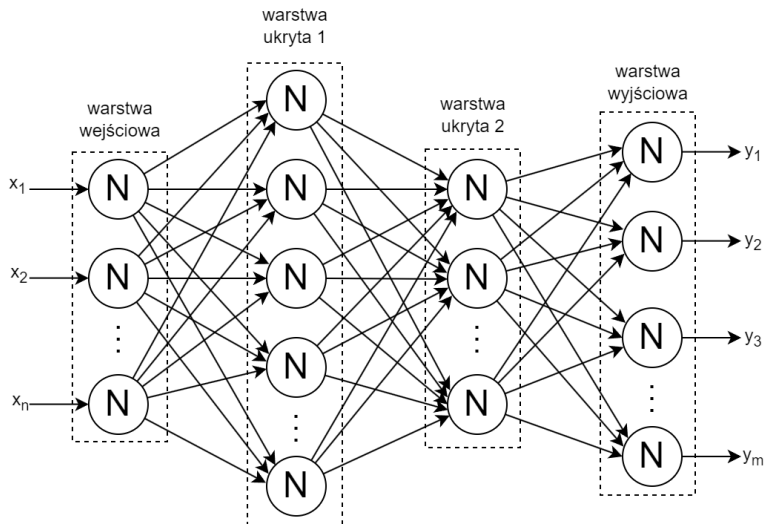 warstwa
wejściowa
x1
x2
xn
N
N
⋮
N
warstwa
ukryta 1
N
N
N
N
⋮
N
warstwa
ukryta 2
N
N
⋮
N
warstwa
wyjściowa
N
N
N
⋮
N
y1
y2
y3
ym